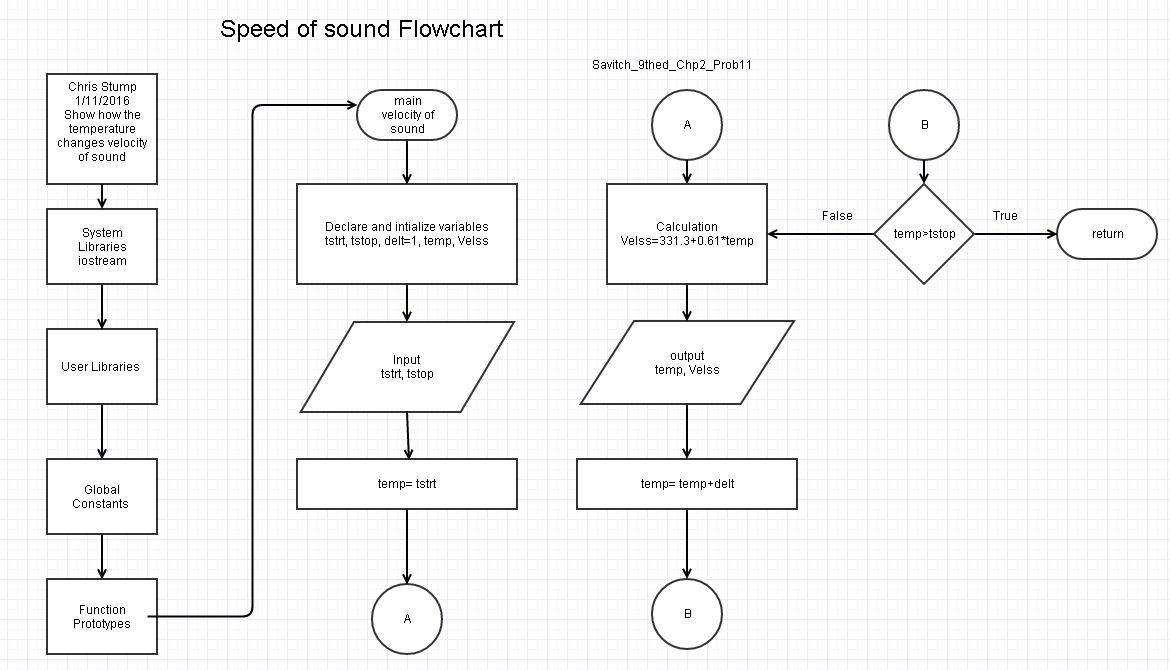 Speed of sound Flowchart
Savitch_9thed_Chp2_Prob11
Chris Stump
1/11/2016
Show how the
temperature
changes velocity
of sound
System
Libraries
iostream
User Libraries
Global
Constants
Function
Prototypes
main
velocity of
sound
Declare and intialize variables
tstrt, tstop, delt=1, temp, Velss
Input
tstrt, tstop
temp= tstrt
A
A
Calculation
Velss=331.3+0.61*temp
output
temp, Velss
temp= temp+delt
B
B
temp>tstop
False
True
return